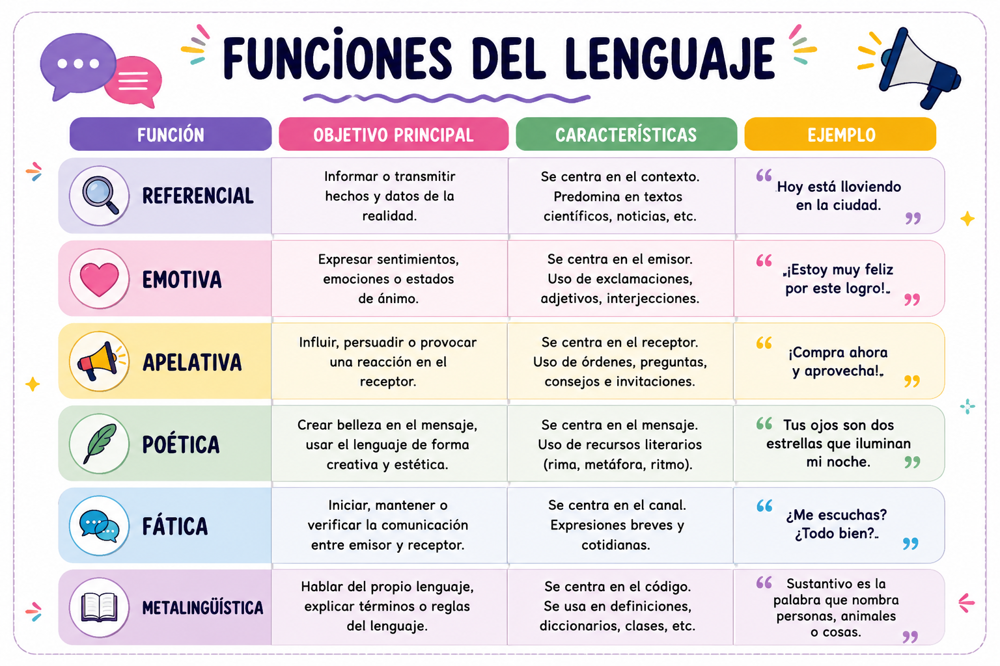 FUNCIONES DEL LENGUAJE
FUNCIÓN
OBJETIVO PRINCIPAL
CARACTERÍSTICAS
EJEMPLO
REFERENCIAL
Informar o transmitir
hechos y datos de la
realidad.
Se centra en el contexto.
Predomina en textos
científicos, noticias, etc.
“Hoy está lloviendo
en la ciudad.”
EMOTIVA
Expresar sentimientos,
emociones o estados
de ánimo.
Se centra en el emisor.
Uso de exclamaciones,
adjetivos, interjecciones.
“¡Estoy muy feliz
por este logro!”
APELATIVA
Influir, persuadir o provocar
una reacción en el
receptor.
Se centra en el receptor.
Uso de órdenes, preguntas,
consejos e invitaciones.
“¡Compra ahora
y aprovecha!”
POÉTICA
Crear belleza en el mensaje,
usar el lenguaje de forma
creativa y estética.
Se centra en el mensaje.
Uso de recursos literarios
(rima, metáfora, ritmo).
“Tus ojos son dos
estrellas que iluminan
mi noche.”
FÁTICA
Iniciar, mantener o
verificar la comunicación
entre emisor y receptor.
Se centra en el canal.
Expresiones breves y
cotidianas.
“¿Me escuchas?
¿Todo bien?”
METALINGÜÍSTICA
Hablar del propio lenguaje,
explicar términos o reglas
del lenguaje.
Se centra en el código.
Se usa en definiciones,
diccionarios, clases, etc.
“Sustantivo es la
palabra que nombra
personas, animales
o cosas.”